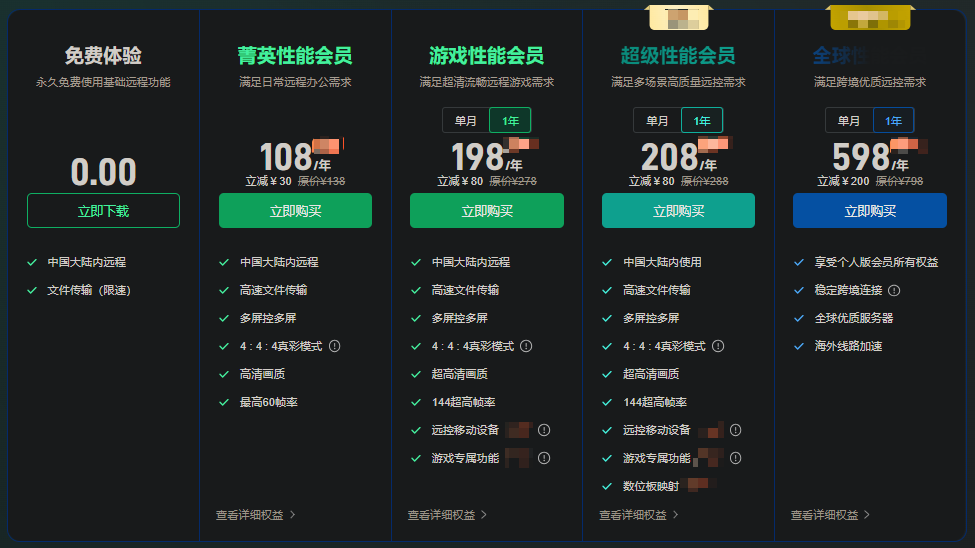 免费体验
永久免费使用基础远程功能
0.00
立即下载
中国大陆内远程
文件传输（限速）
菁英性能会员
满足日常远程办公需求
108/年
立减￥30 原价¥138
立即购买
中国大陆内远程
高速文件传输
多屏控多屏
4 : 4 : 4真彩模式
高清画质
最高60帧率
查看详细权益
游戏性能会员
满足超清流畅远程游戏需求
单月 1年
198/年
立减￥80 原价¥278
立即购买
中国大陆内远程
高速文件传输
多屏控多屏
4 : 4 : 4真彩模式
超高清画质
144超高帧率
远控移动设备
游戏专属功能
查看详细权益
超级性能会员
满足多场景高质量远控需求
单月 1年
208/年
立减￥80 原价¥288
立即购买
中国大陆内使用
高速文件传输
多屏控多屏
4 : 4 : 4真彩模式
超高清画质
144超高帧率
远控移动设备
游戏专属功能
数位板映射
查看详细权益
全球
满足跨境优质远控需求
单月 1年
598/年
立减￥200 原价¥798
立即购买
享受个人版会员所有权益
稳定跨境连接
全球优质服务器
海外线路加速
查看详细权益